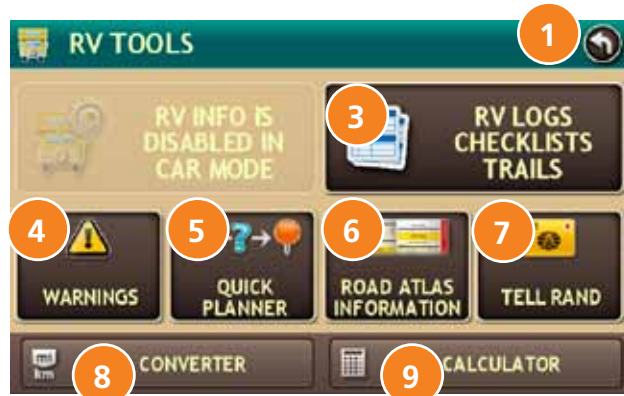 RV TOOLS
1
RV INFO IS
DISABLED IN
CAR MODE
3
RV LOGS
CHECKLISTS
TRAILS
4
WARNINGS
5
?
QUICK
PLANNER
6
ROAD ATLAS
INFORMATION
7
TELL RAND
mi
km
8
CONVERTER
9
CALCULATOR